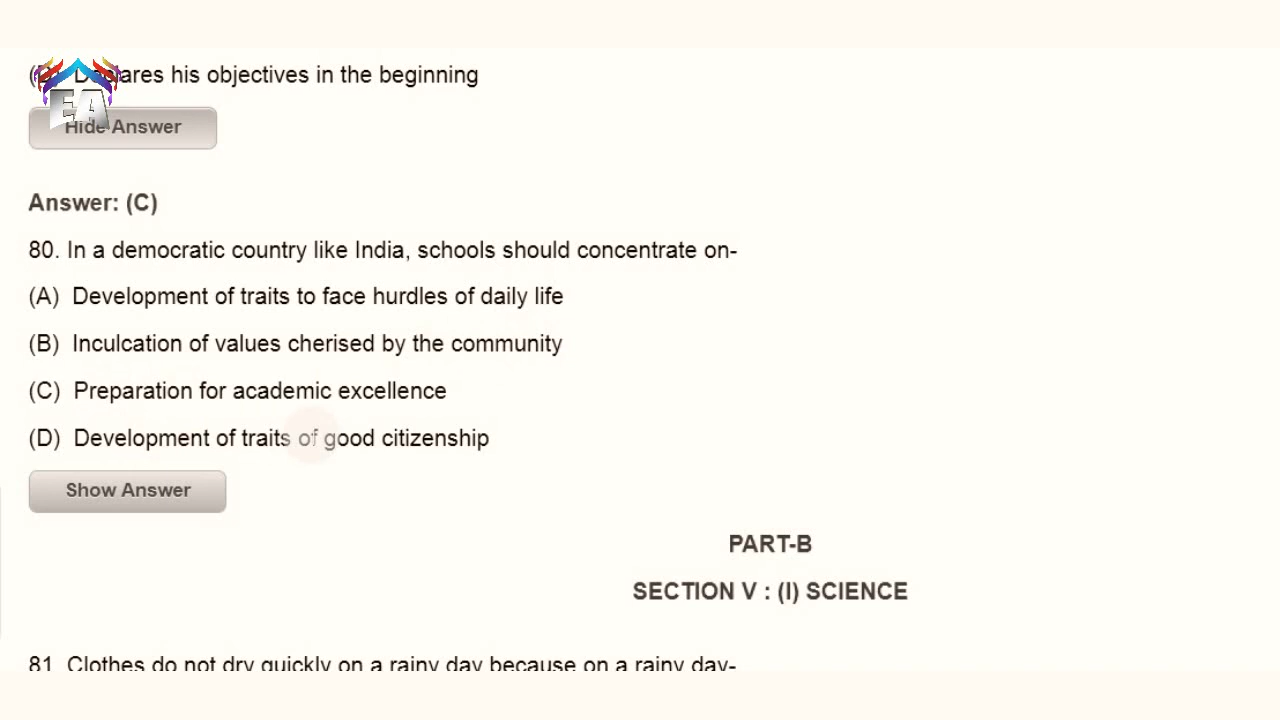 (D) Declares his objectives in the beginning
EA
Hide Answer
Answer: (C)
80. In a democratic country like India, schools should concentrate on-
(A) Development of traits to face hurdles of daily life
(B) Inculcation of values cherised by the community
(C) Preparation for academic excellence
(D) Development of traits of good citizenship
Show Answer
PART-B
SECTION V : (I) SCIENCE
81. Clothes do not dry quickly on a rainy day because on a rainy day-